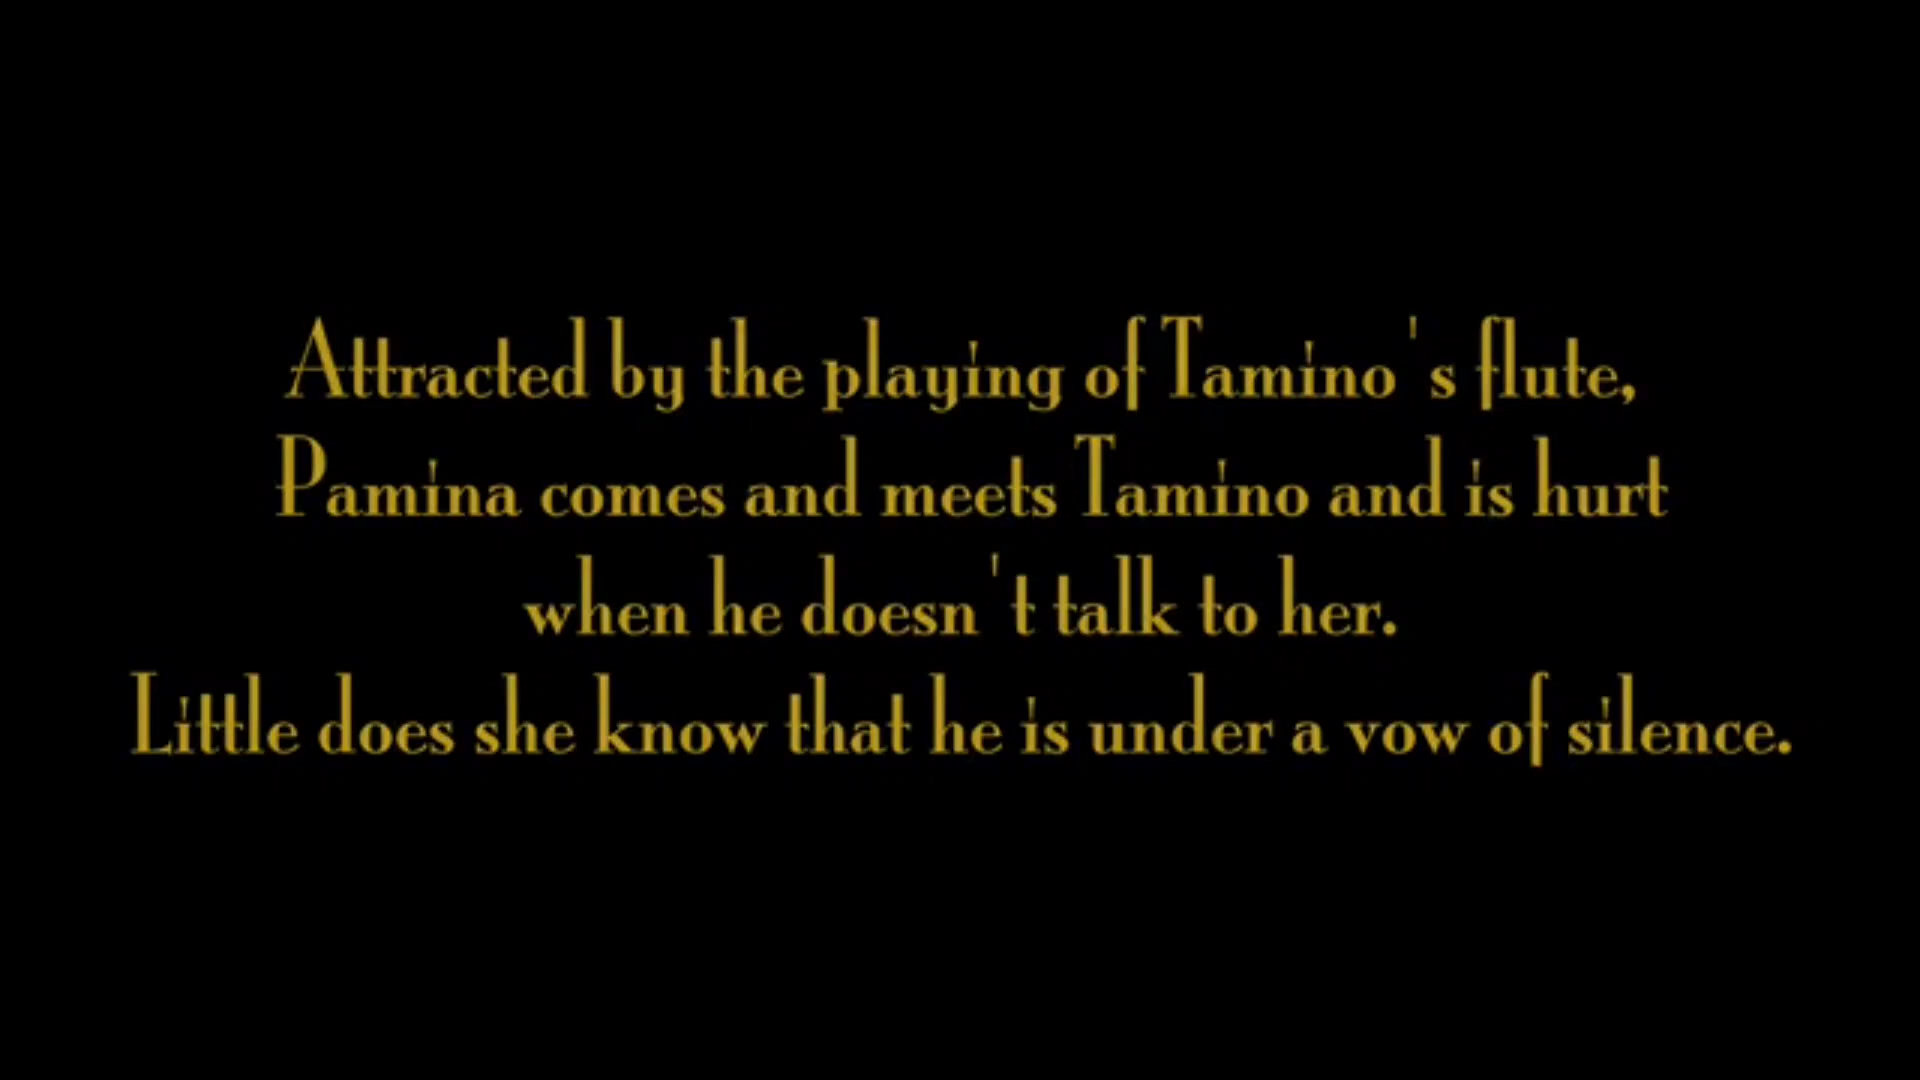 Attracted by the playing of Tamino's flute,
Pamina comes and meets Tamino and is hurt
when he doesn't talk to her.
Little does she know that he is under a vow of silence.